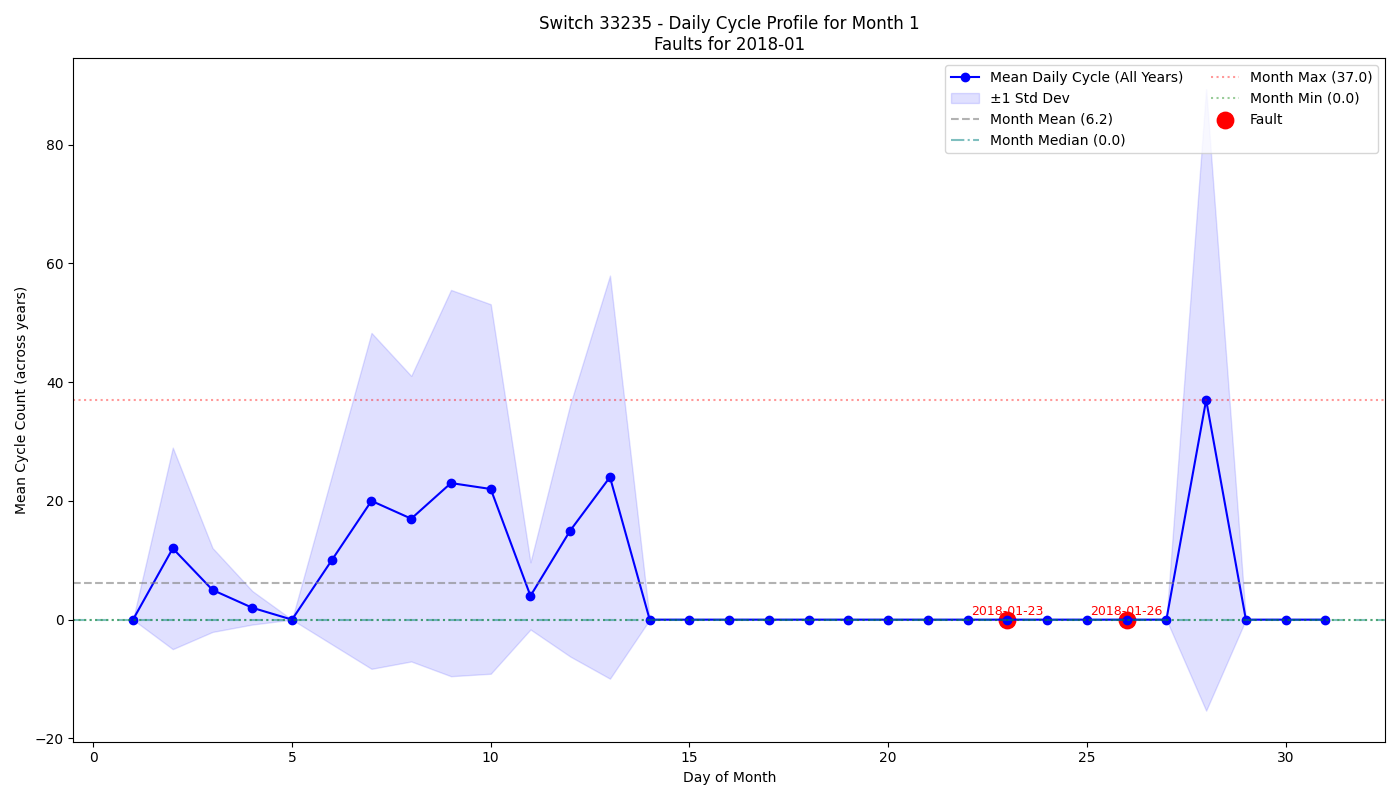 Switch 33235 - Daily Cycle Profile for Month 1
Faults for 2018-01
Mean Daily Cycle (All Years)
±1 Std Dev
Month Mean (6.2)
Month Median (0.0)
Month Max (37.0)
Month Min (0.0)
Fault
Mean Cycle Count (across years)
80
60
40
20
0
−20
2018-01-23
2018-01-26
0
5
10
15
20
25
30
Day of Month